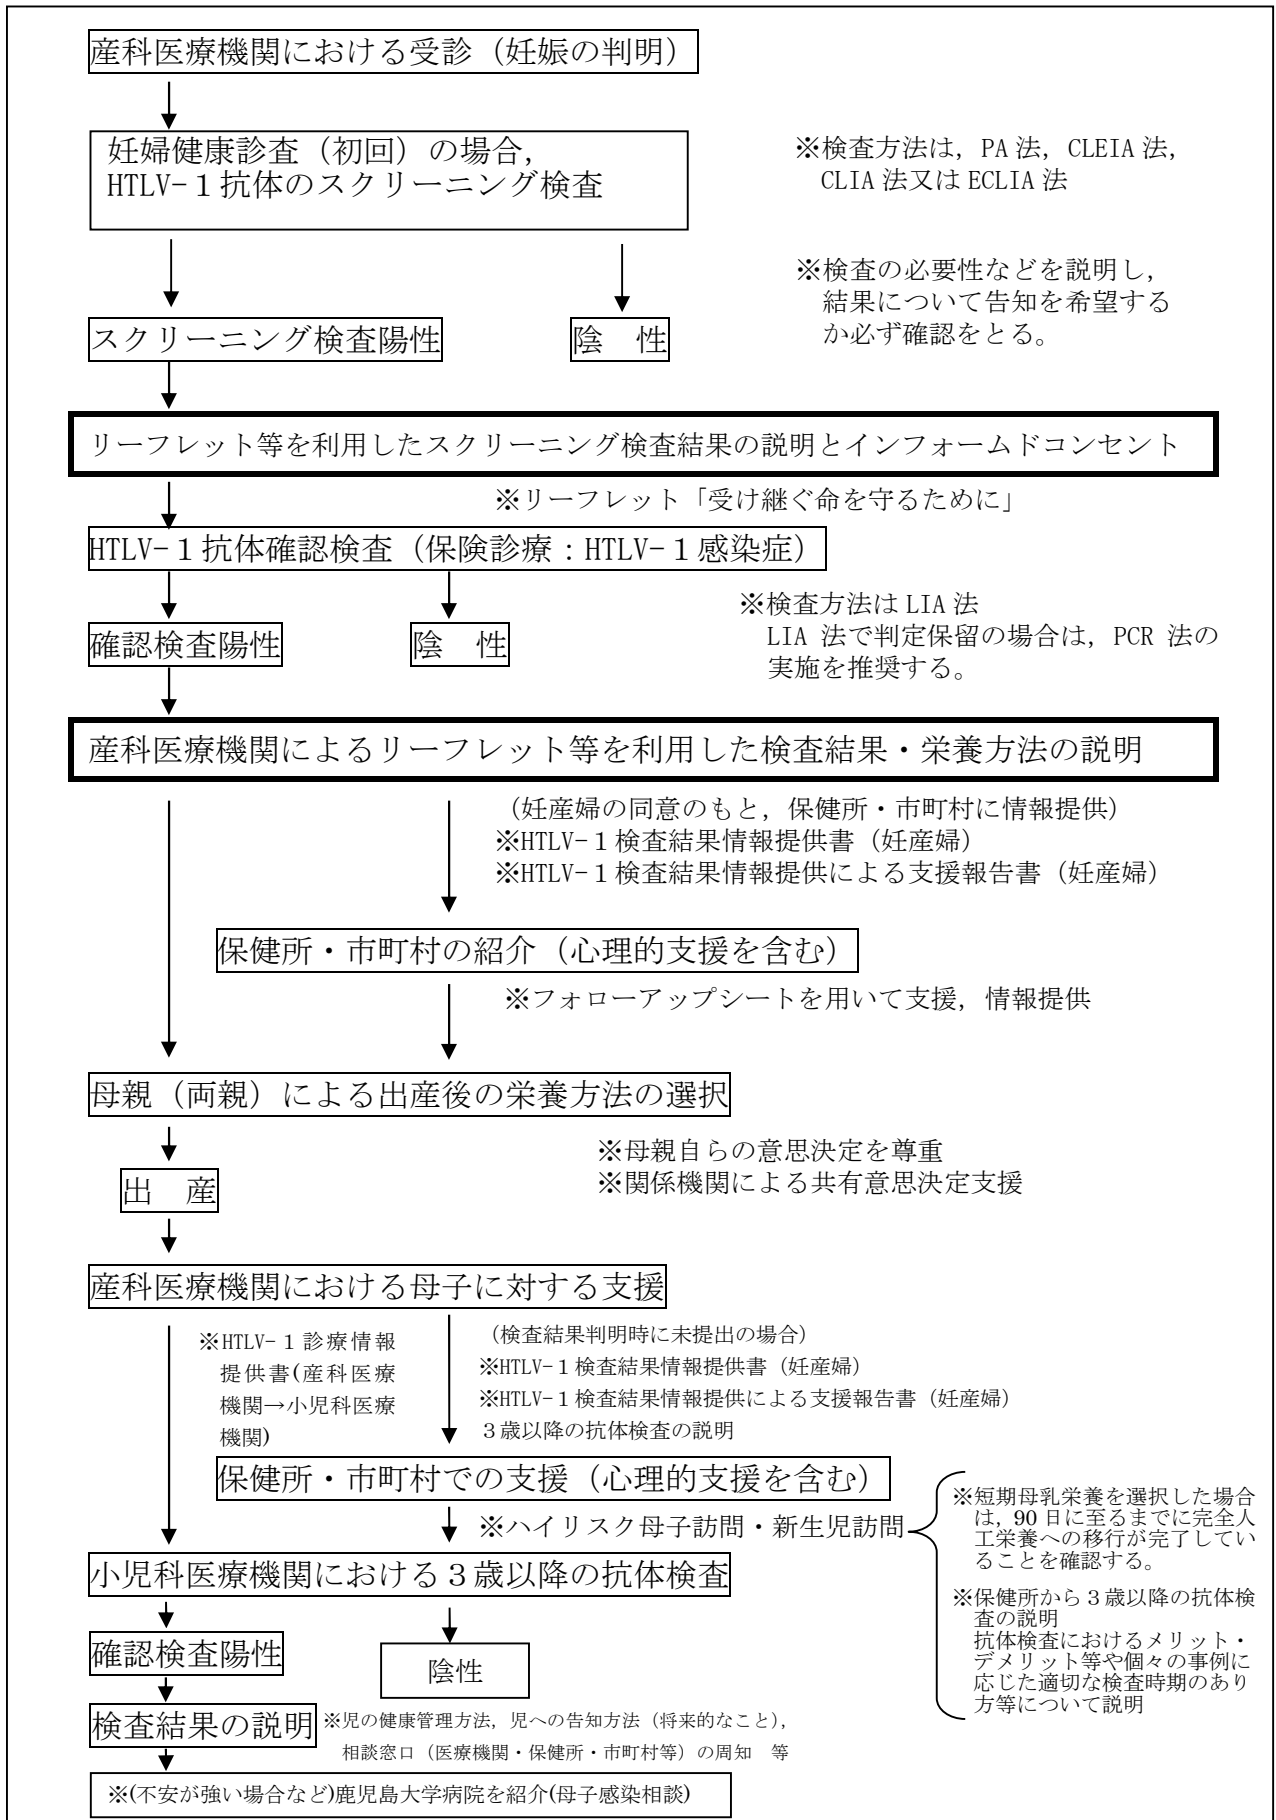 産科医療機関における受診（妊娠の判明）
妊婦健康診査（初回）の場合，
HTLV-１抗体のスクリーニング検査
※検査方法は，PA法，CLEIA法，
CLIA法又はECLIA法
※検査の必要性などを説明し，
結果について告知を希望する
か必ず確認をとる。
スクリーニング検査陽性
陰　性
リーフレット等を利用したスクリーニング検査結果の説明とインフォームドコンセント
※リーフレット「受け継ぐ命を守るために」
HTLV-１抗体確認検査（保険診療：HTLV-１感染症）
※検査方法はLIA法
LIA 法で判定保留の場合は，PCR 法の
実施を推奨する。
確認検査陽性
陰　性
産科医療機関によるリーフレット等を利用した検査結果・栄養方法の説明
（妊産婦の同意のもと，保健所・市町村に情報提供）
※HTLV-１検査結果情報提供書（妊産婦）
※HTLV-１検査結果情報提供による支援報告書（妊産婦）
保健所・市町村の紹介（心理的支援を含む）
※フォローアップシートを用いて支援，情報提供
母親（両親）による出産後の栄養方法の選択
※母親自らの意思決定を尊重
※関係機関による共有意思決定支援
出　産
産科医療機関における母子に対する支援
※HTLV-１診療情報
提供書(産科医療
機関→小児科医療
機関)
（検査結果判明時に未提出の場合）
※HTLV-１検査結果情報提供書（妊産婦）
※HTLV-１検査結果情報提供による支援報告書（妊産婦）
３歳以降の抗体検査の説明
保健所・市町村での支援（心理的支援を含む）
※ハイリスク母子訪問・新生児訪問
※短期母乳栄養を選択した場合
は，90日に至るまでに完全人
工栄養への移行が完了してい
ることを確認する。
※保健所から３歳以降の抗体検
査の説明
抗体検査におけるメリット・
デメリット等や個々の事例に
応じた適切な検査時期のあり
方等について説明
小児科医療機関における３歳以降の抗体検査
確認検査陽性
陰性
検査結果の説明
※児の健康管理方法，児への告知方法（将来的なこと），
相談窓口（医療機関・保健所・市町村等）の周知　等
※(不安が強い場合など)鹿児島大学病院を紹介(母子感染相談)